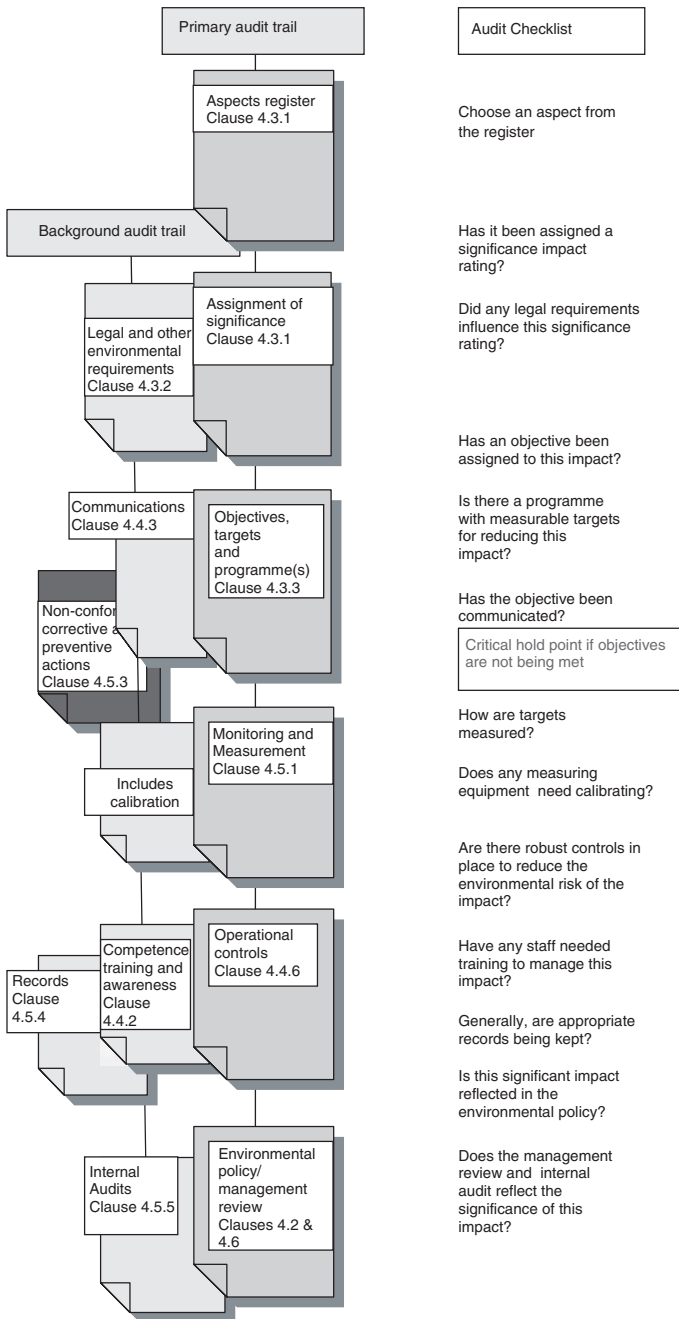 Primary audit trail
Audit Checklist
Aspects register
Clause 4.3.1
Choose an aspect from
the register
Background audit trail
Has it been assigned a
significance impact
rating?
Assignment of
significance
Clause 4.3.1
Legal and other
environmental
requirements
Clause 4.3.2
Did any legal requirements
influence this significance
rating?
Has an objective been
assigned to this impact?
Communications
Clause 4.4.3
Objectives,
targets
and
programme(s)
Clause 4.3.3
Is there a programme
with measurable targets
for reducing this
impact?
Non-confor
corrective a
preventive
actions
Clause 4.5.3
Has the objective been
communicated?
Critical hold point if objectives
are not being met
Monitoring and
Measurement
Clause 4.5.1
How are targets
measured?
Includes
calibration
Does any measuring
equipment need calibrating?
Are there robust controls in
place to reduce the
environmental risk of the
impact?
Operational
controls
Clause 4.4.6
Competence
training and
awareness
Clause
4.4.2
Records
Clause
4.5.4
Have any staff needed
training to manage this
impact?
Generally, are appropriate
records being kept?
Is this significant impact
reflected in the
environmental policy?
Environmental
policy/
management
review
Clauses 4.2 &
4.6
Internal
Audits
Clause 4.5.5
Does the management
review and internal
audit reflect the
significance of this
impact?